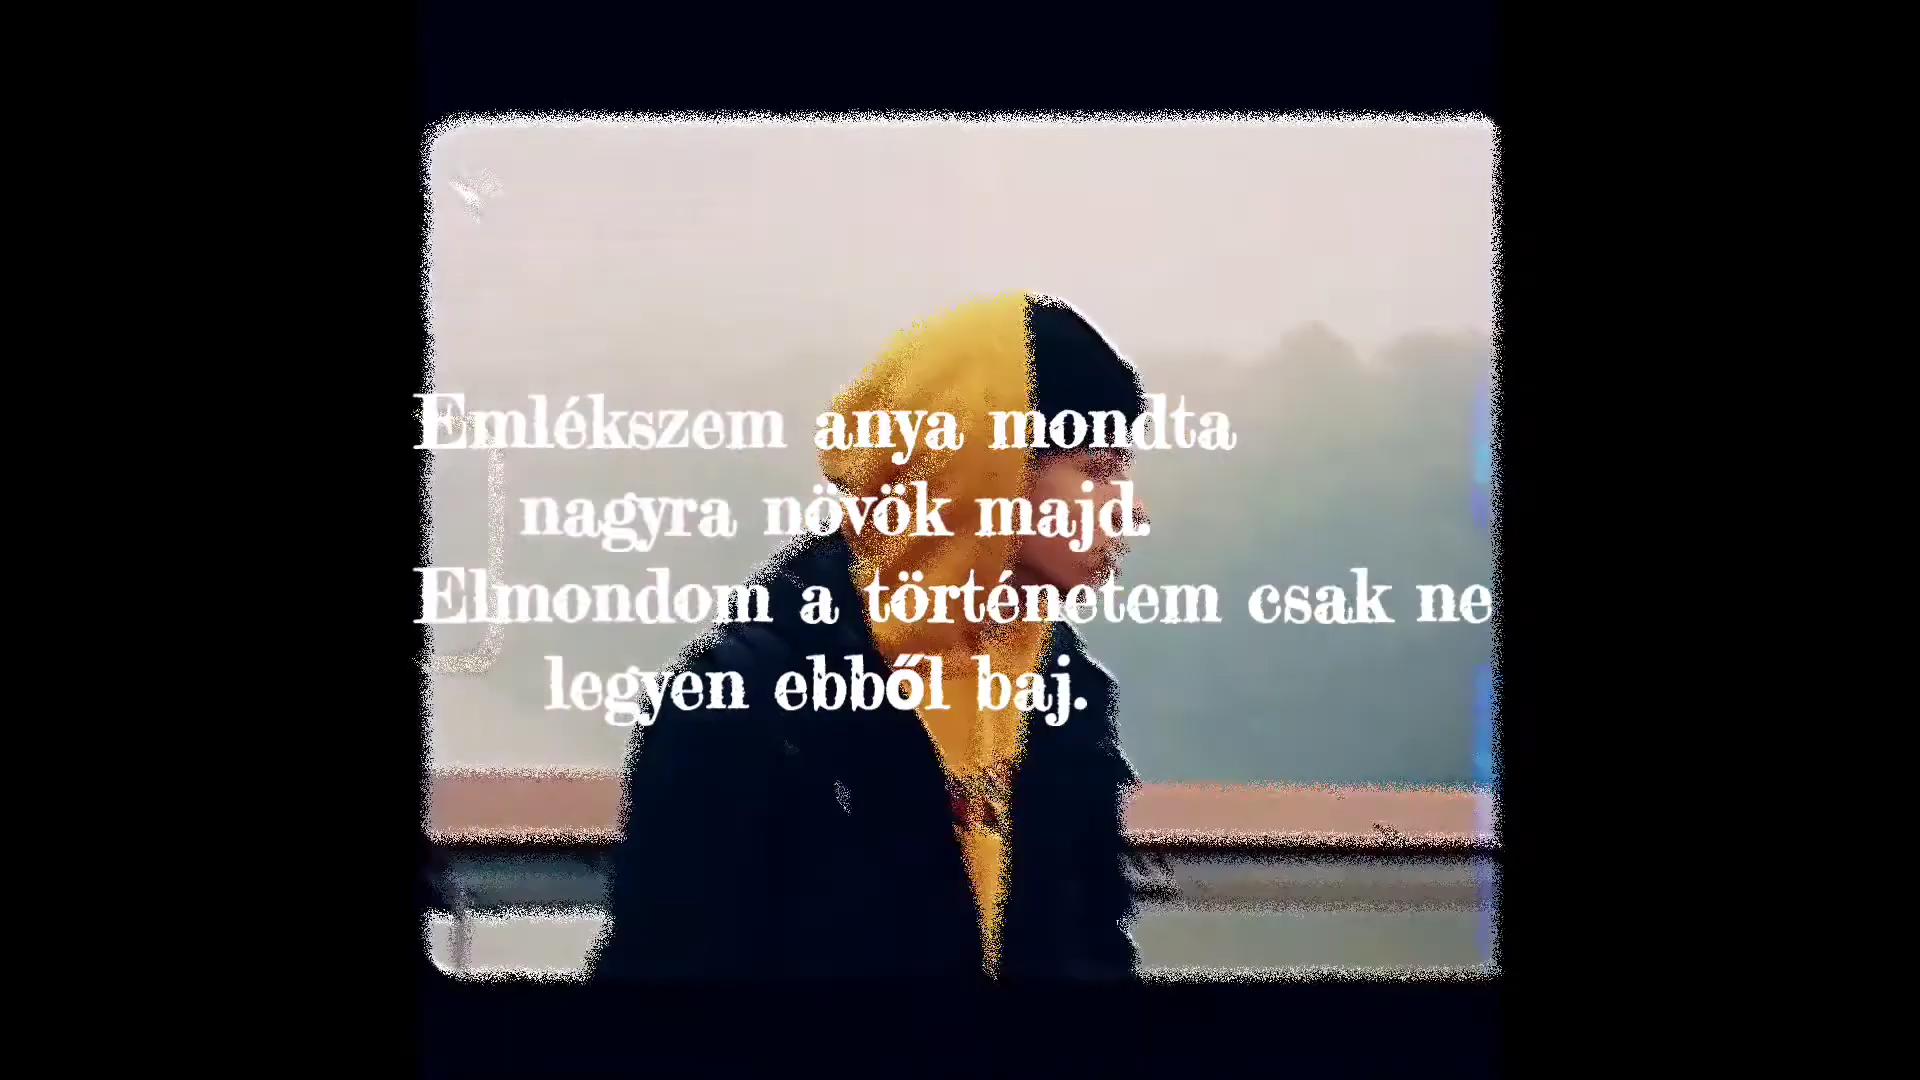 Emlékszem anya mondta
nagyra növök majd.
Elmondom a történetem csak ne
legyen ebből baj.